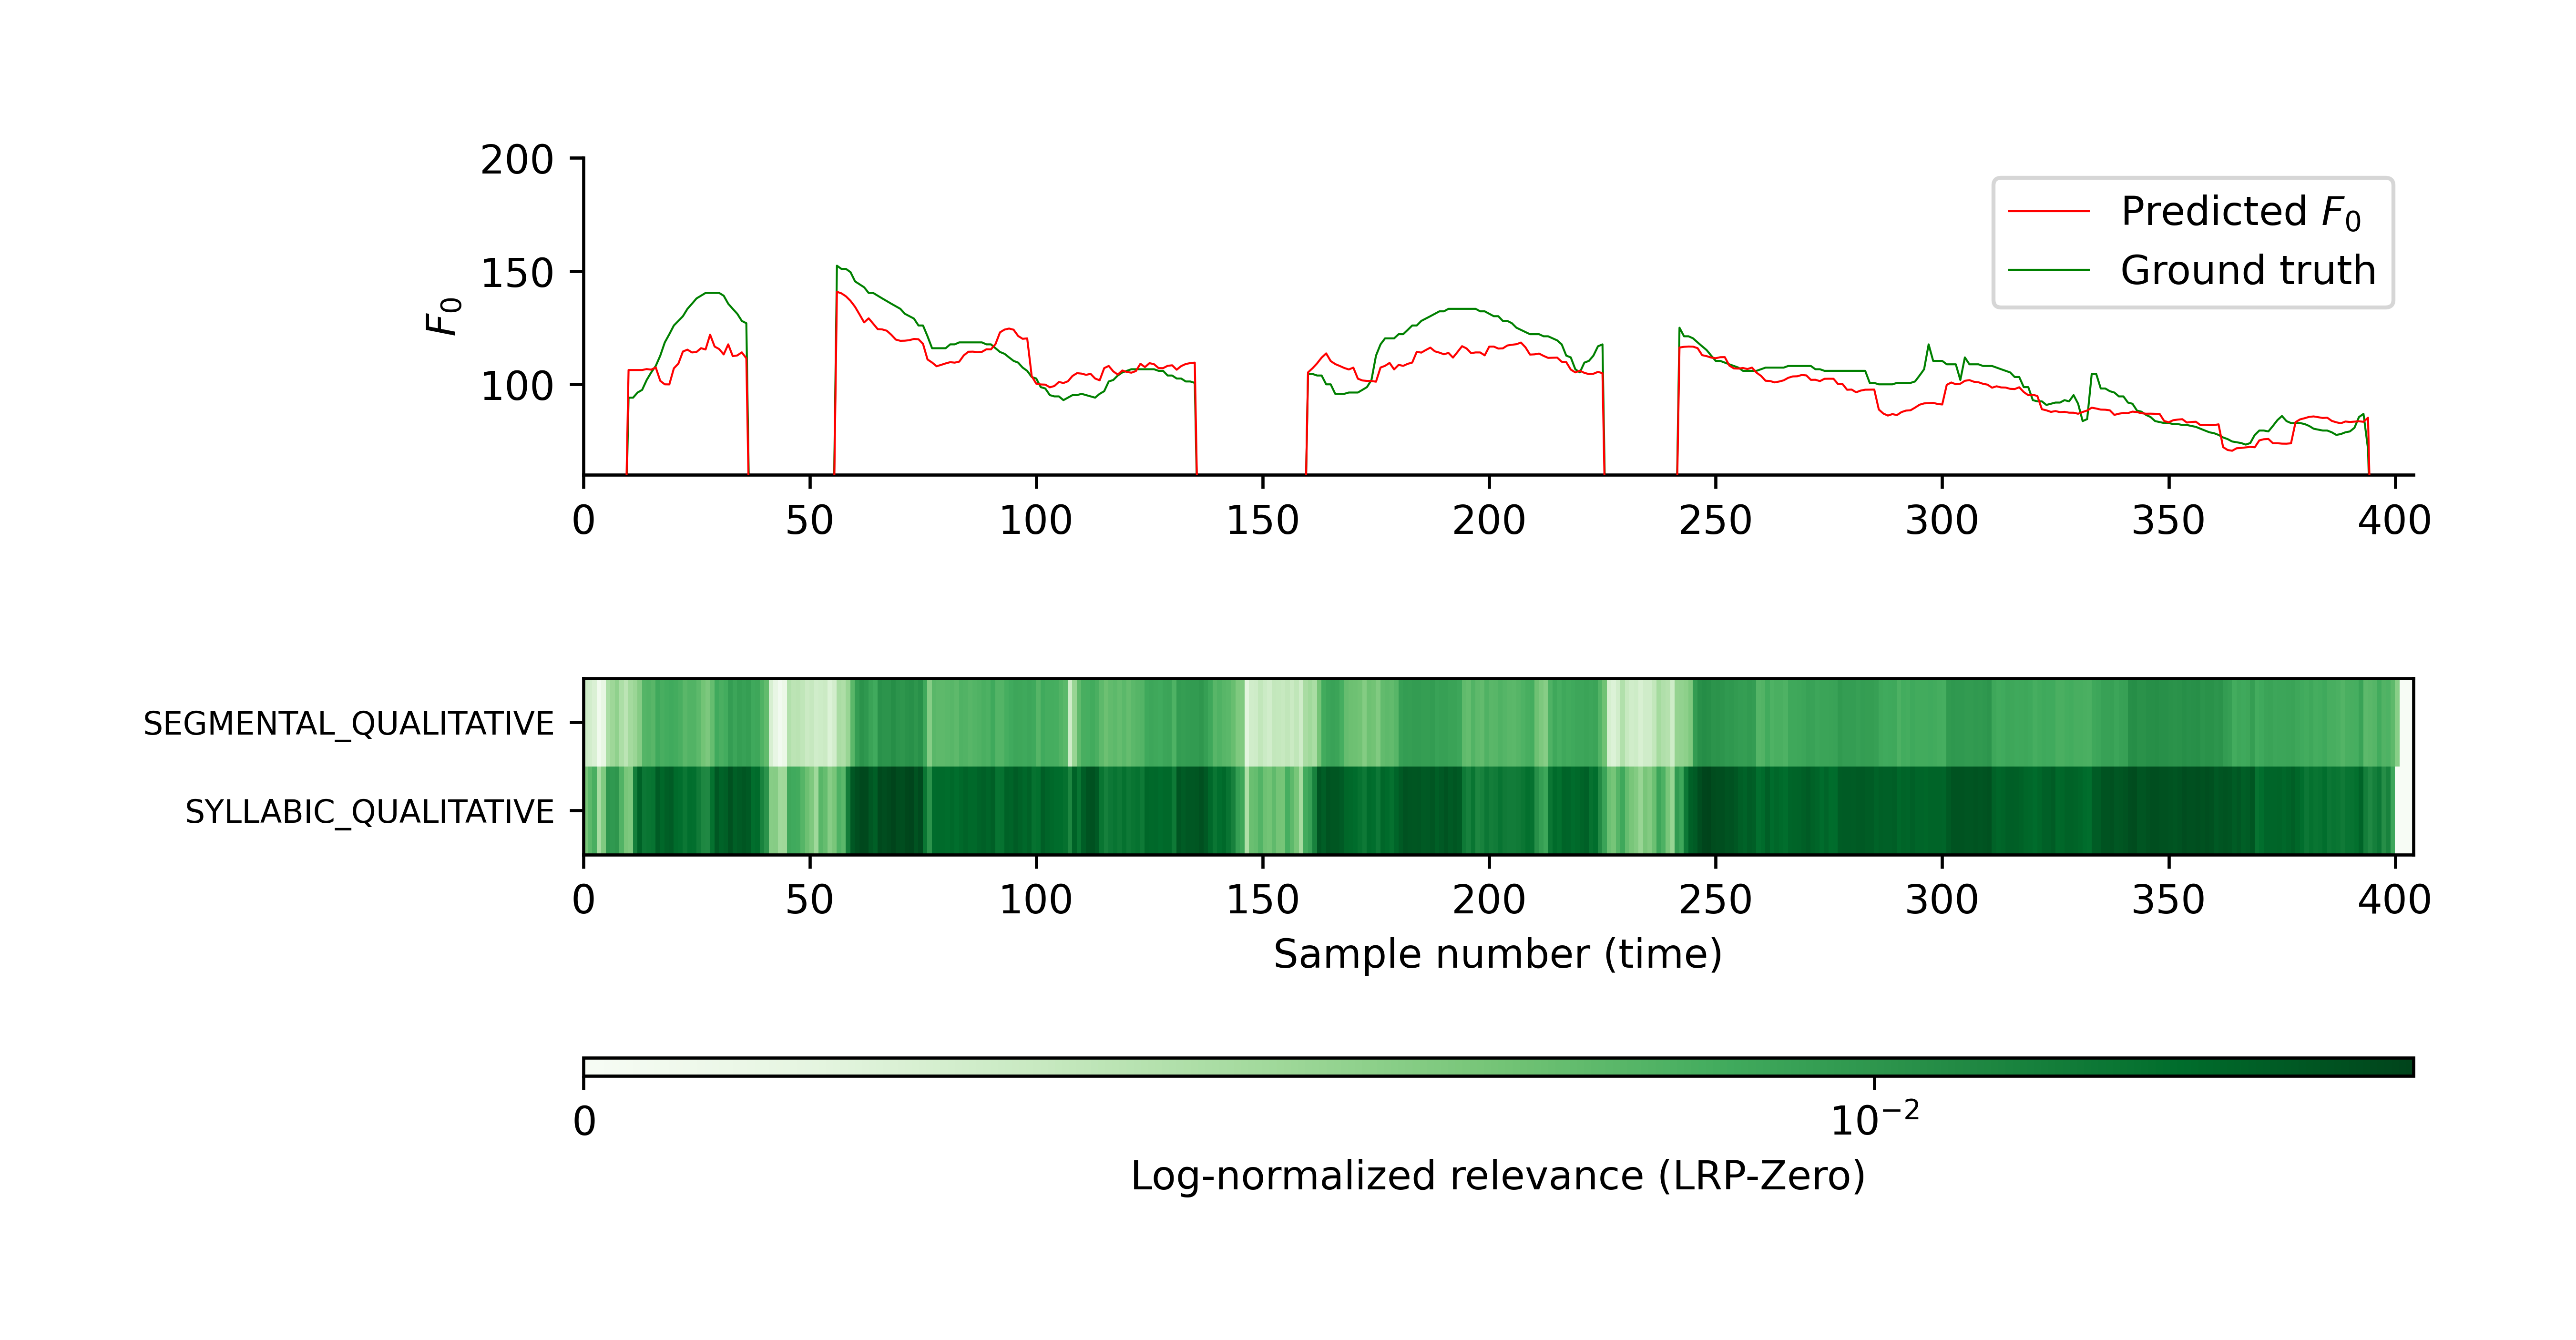 200
150
100
F₀
Predicted F₀
Ground truth
0 50 100 150 200 250 300 350 400
SEGMENTAL_QUALITATIVE
SYLLABIC_QUALITATIVE
0 50 100 150 200 250 300 350 400
Sample number (time)
0 10⁻²
Log-normalized relevance (LRP-Zero)